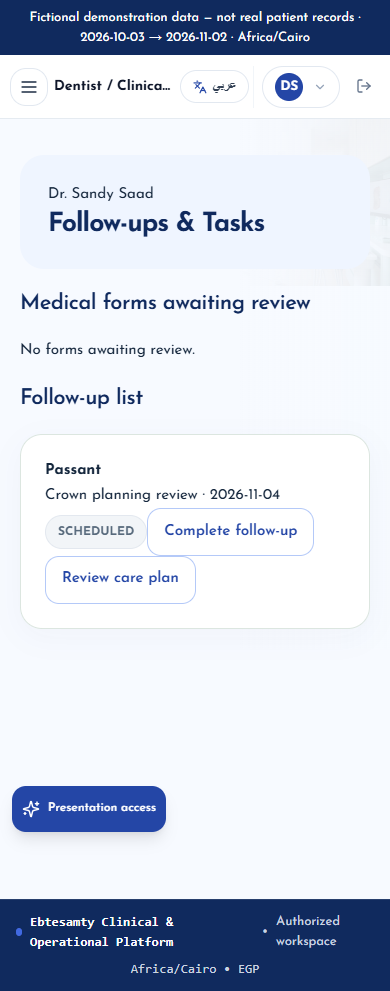 Fictional demonstration data — not real patient records ·
2026-10-03 → 2026-11-02 · Africa/Cairo
Dentist / Clinica...
عربي
DS
Dr. Sandy Saad
Follow-ups & Tasks
Medical forms awaiting review
No forms awaiting review.
Follow-up list
Passant
Crown planning review · 2026-11-04
SCHEDULED
Complete follow-up
Review care plan
Presentation access
Ebtesamty Clinical &
Operational Platform
• Authorized
workspace
Africa/Cairo • EGP